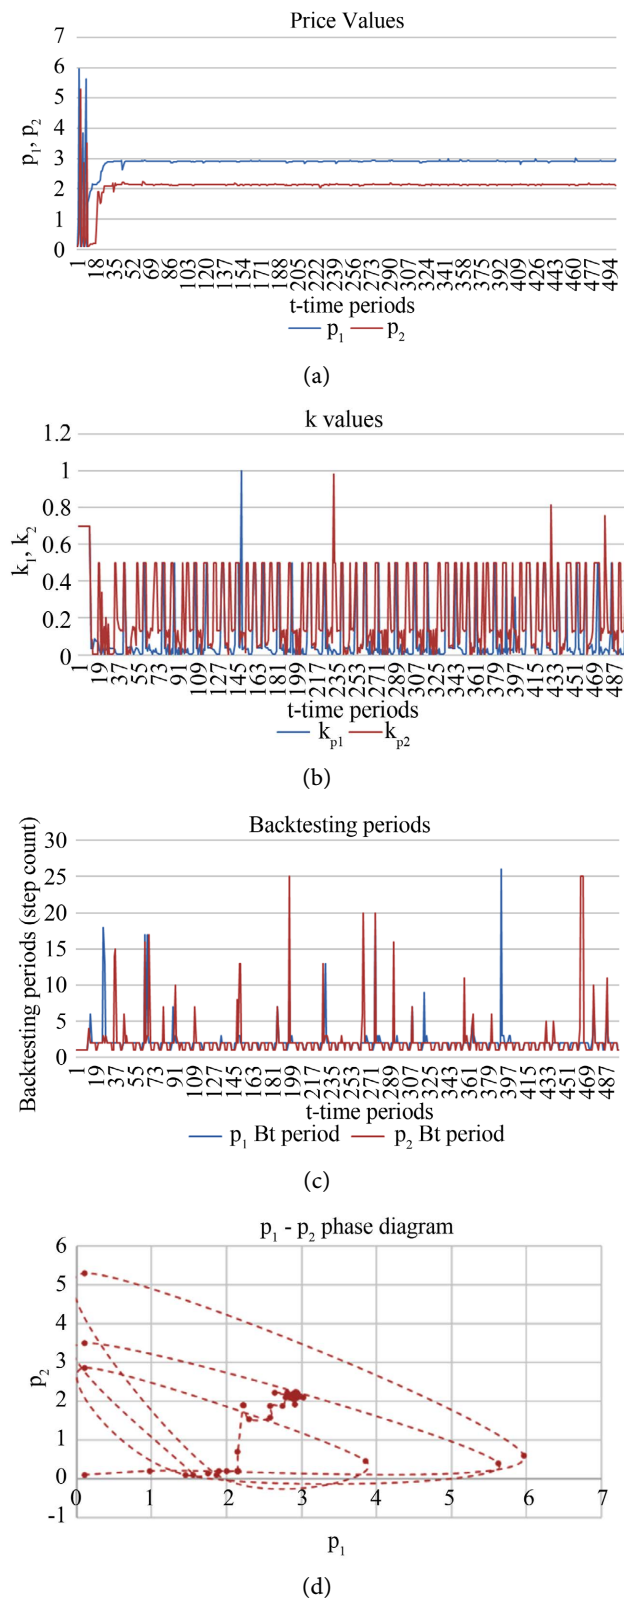 Price Values
7
6
5
4
3
2
1
0
p1, p2
1 18 35 52 69 86 103 120 137 154 171 188 205 222 239 256 273 290 307 324 341 358 375 392 409 426 443 460 477 494
t-time periods
p1 p2
(a)
k values
1.2
1
0.8
0.6
0.4
0.2
0
k1, k2
1 19 37 55 73 91 109 127 145 163 181 199 217 235 253 271 289 307 325 343 361 379 397 415 433 451 469 487
t-time periods
kp1 kp2
(b)
Backtesting periods
30
25
20
15
10
5
0
Backtesting periods (step count)
1 19 37 55 73 91 109 127 145 163 181 199 217 235 253 271 289 307 325 343 361 379 397 415 433 451 469 487
t-time periods
p1 Bt period p2 Bt period
(c)
p1 - p2 phase diagram
6
5
4
3
2
1
0
-1
p2
0 1 2 3 4 5 6 7
p1
(d)